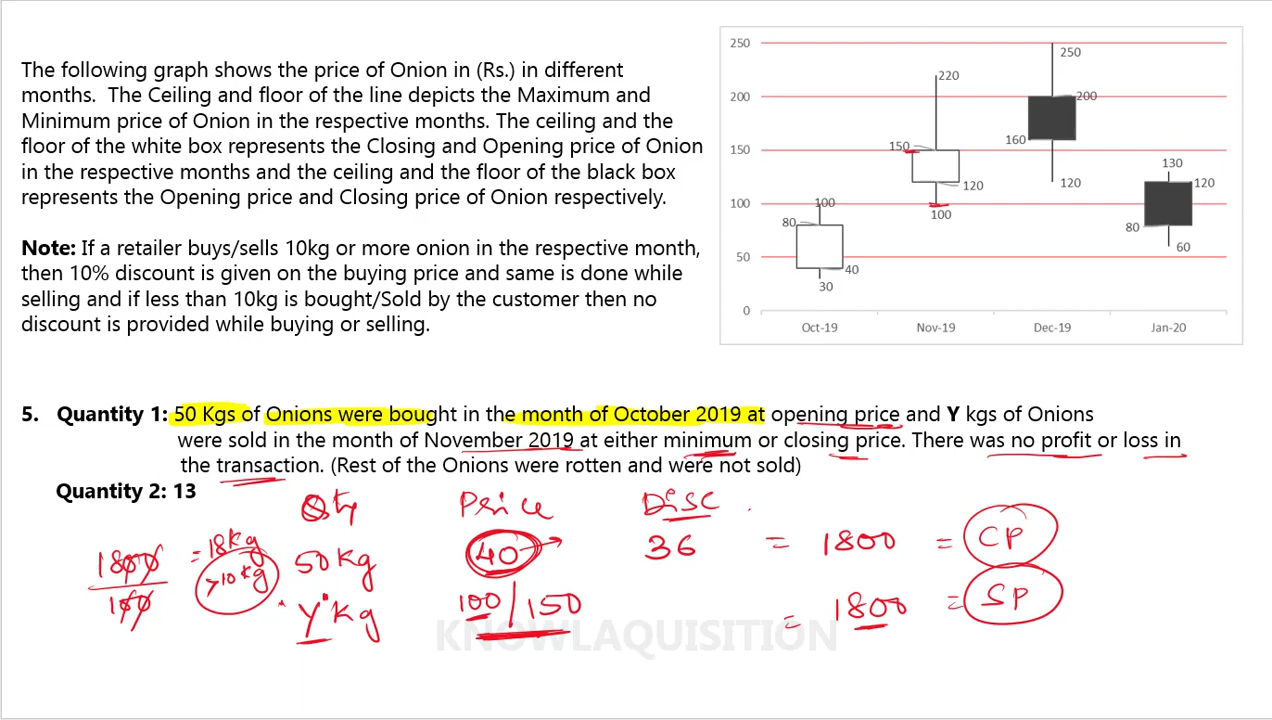 The following graph shows the price of Onion in (Rs.) in different
months. The Ceiling and floor of the line depicts the Maximum and
Minimum price of Onion in the respective months. The ceiling and the
floor of the white box represents the Closing and Opening price of Onion
in the respective months and the ceiling and the floor of the black box
represents the Opening price and Closing price of Onion respectively.
Note: If a retailer buys/sells 10kg or more onion in the respective month,
then 10% discount is given on the buying price and same is done while
selling and if less than 10kg is bought/Sold by the customer then no
discount is provided while buying or selling.
250
200
150
100
50
0
100
80
40
30
220
150
120
100
250
200
160
120
130
120
80
60
Oct-19 Nov-19 Dec-19 Jan-20
5. Quantity 1: 50 Kgs of Onions were bought in the month of October 2019 at opening price and Y kgs of Onions
were sold in the month of November 2019 at either minimum or closing price. There was no profit or loss in
the transaction. (Rest of the Onions were rotten and were not sold)
Quantity 2: 13
Qty Price Disc
50 kg 40 36 = 1800 = CP
Y kg 100/150 = 1800 = SP
1800
100
= 18 kg
>10 kg
KNOWLAQUISITION